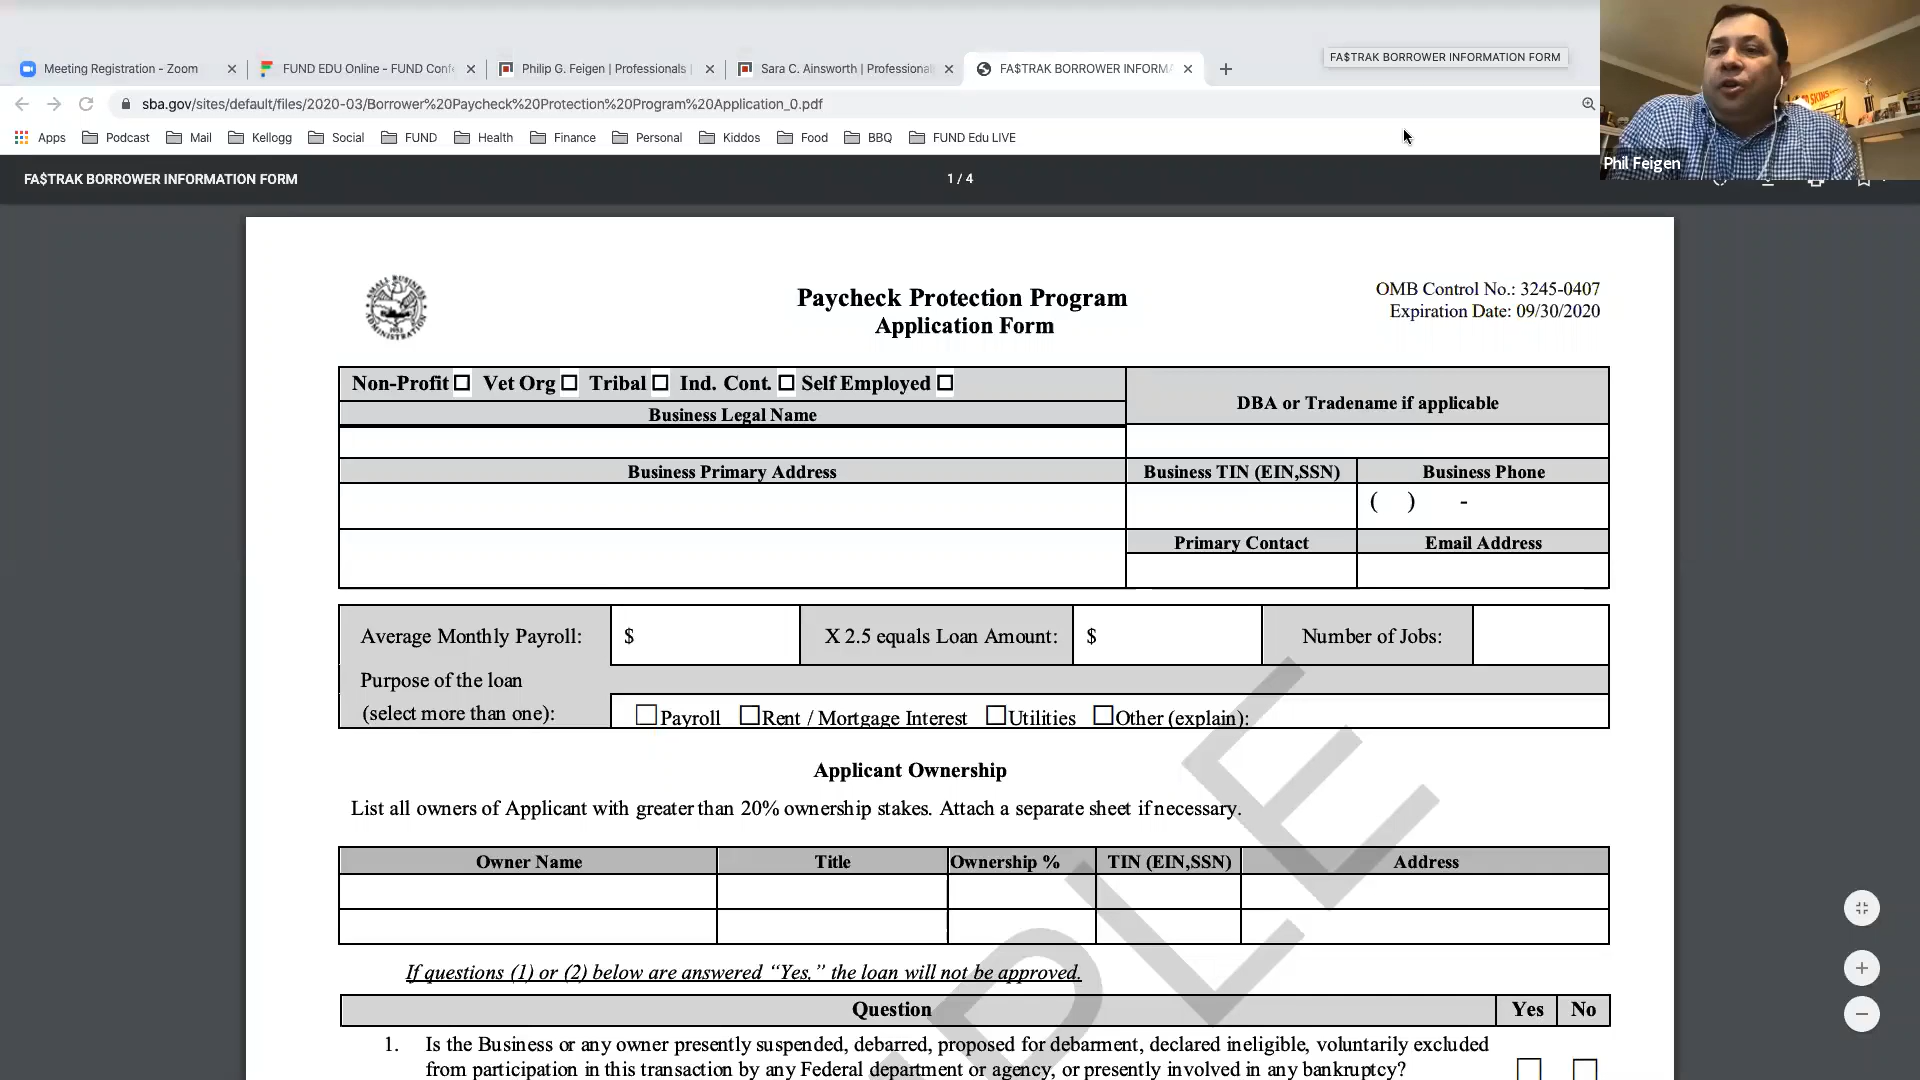 FA$TRAK BORROWER INFORMATION FORM
Meeting Registration - Zoom
FUND EDU Online - FUND Conf
Philip G. Feigen | Professionals |
Sara C. Ainsworth | Professional
FA$TRAK BORROWER INFORMA
sba.gov/sites/default/files/2020-03/Borrower%20Paycheck%20Protection%20Program%20Application_0.pdf
Apps Podcast Mail Kellogg Social FUND Health Finance Personal Kiddos Food BBQ FUND Edu LIVE
SKINS
Phil Feigen
FA$TRAK BORROWER INFORMATION FORM
1 / 4
SMALL BUSINESS ADMINISTRATION
Paycheck Protection Program
Application Form
OMB Control No.: 3245-0407
Expiration Date: 09/30/2020
Non-Profit Vet Org Tribal Ind. Cont. Self Employed
DBA or Tradename if applicable
Business Legal Name
Business Primary Address
Business TIN (EIN,SSN)
Business Phone
( ) -
Primary Contact
Email Address
Average Monthly Payroll: $ X 2.5 equals Loan Amount: $ Number of Jobs:
Purpose of the loan
(select more than one):
Payroll Rent / Mortgage Interest Utilities Other (explain):
Applicant Ownership
List all owners of Applicant with greater than 20% ownership stakes. Attach a separate sheet if necessary.
Owner Name Title Ownership % TIN (EIN,SSN) Address
If questions (1) or (2) below are answered “Yes,” the loan will not be approved.
Question Yes No
1. Is the Business or any owner presently suspended, debarred, proposed for debarment, declared ineligible, voluntarily excluded
from participation in this transaction by any Federal department or agency, or presently involved in any bankruptcy?